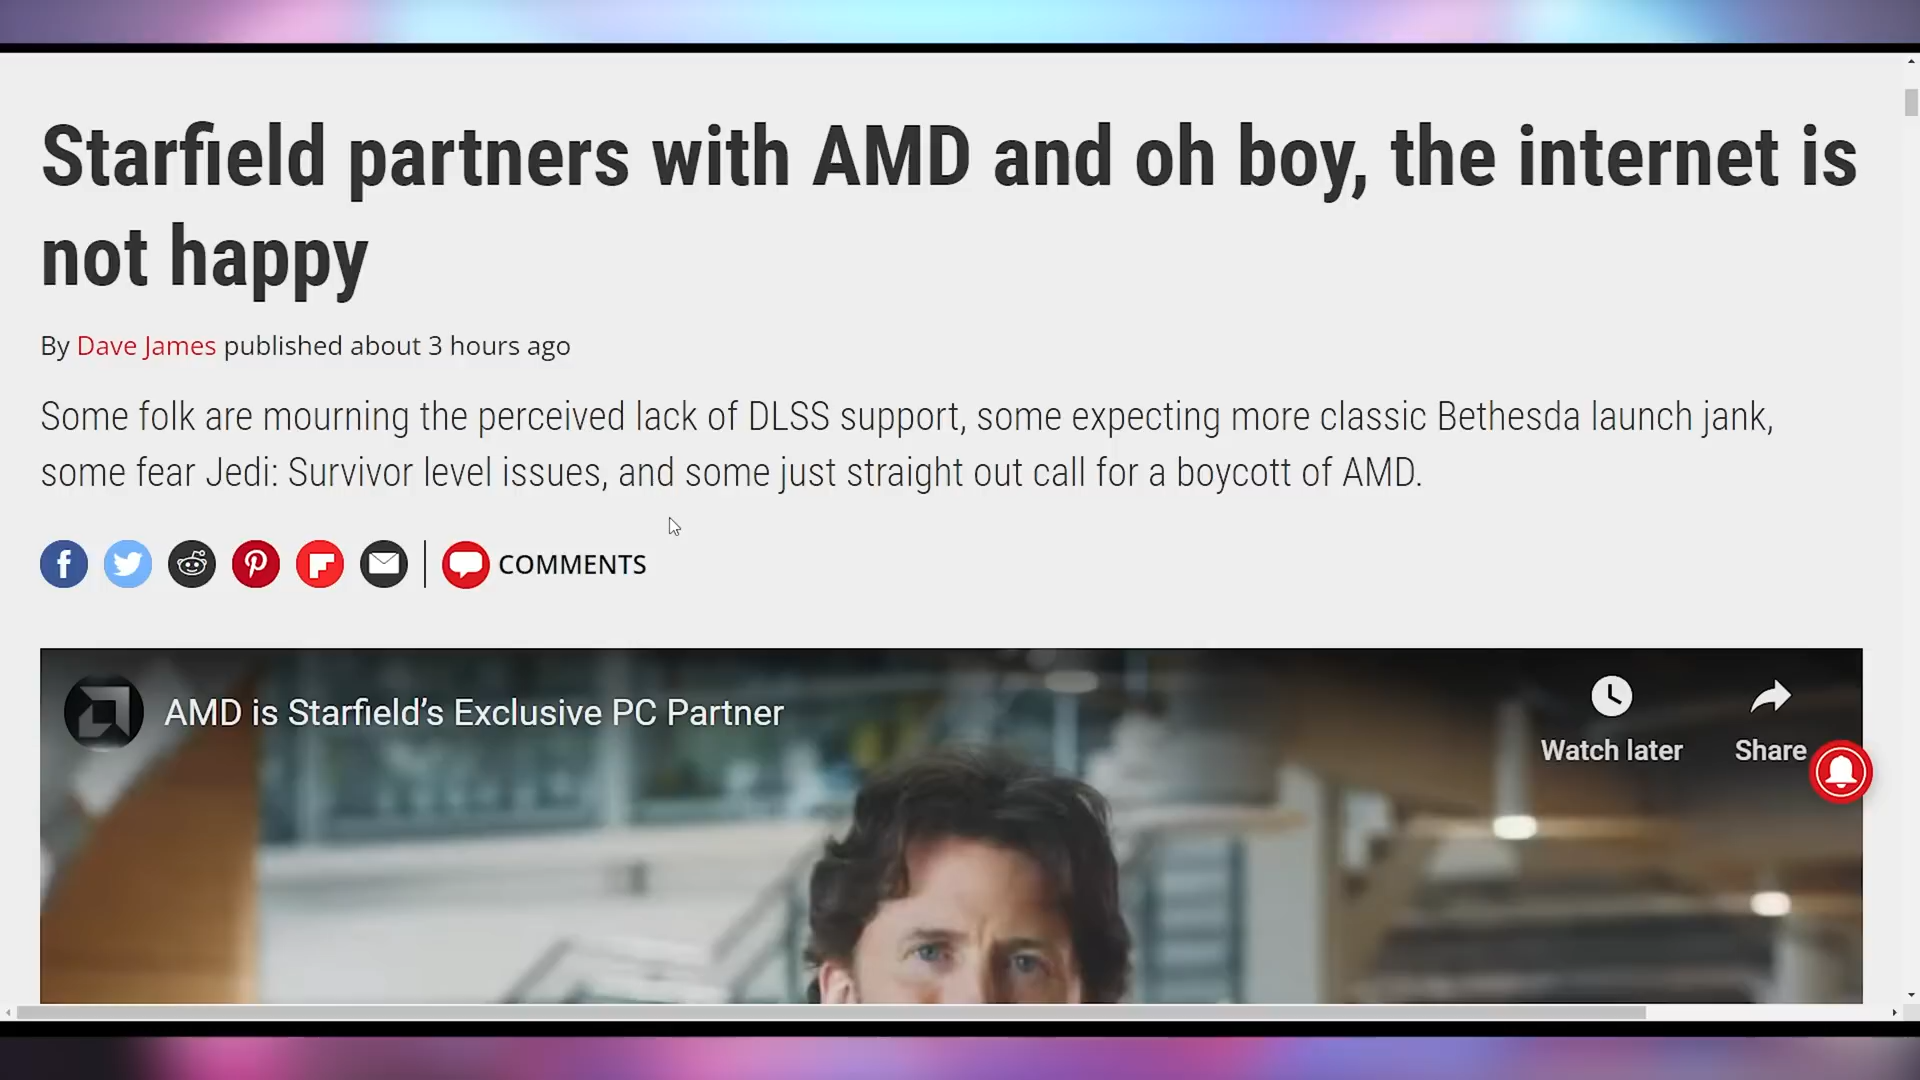 Starfield partners with AMD and oh boy, the internet is
not happy
By Dave James published about 3 hours ago
Some folk are mourning the perceived lack of DLSS support, some expecting more classic Bethesda launch jank,
some fear Jedi: Survivor level issues, and some just straight out call for a boycott of AMD.
COMMENTS
AMD is Starfield’s Exclusive PC Partner
Watch later
Share